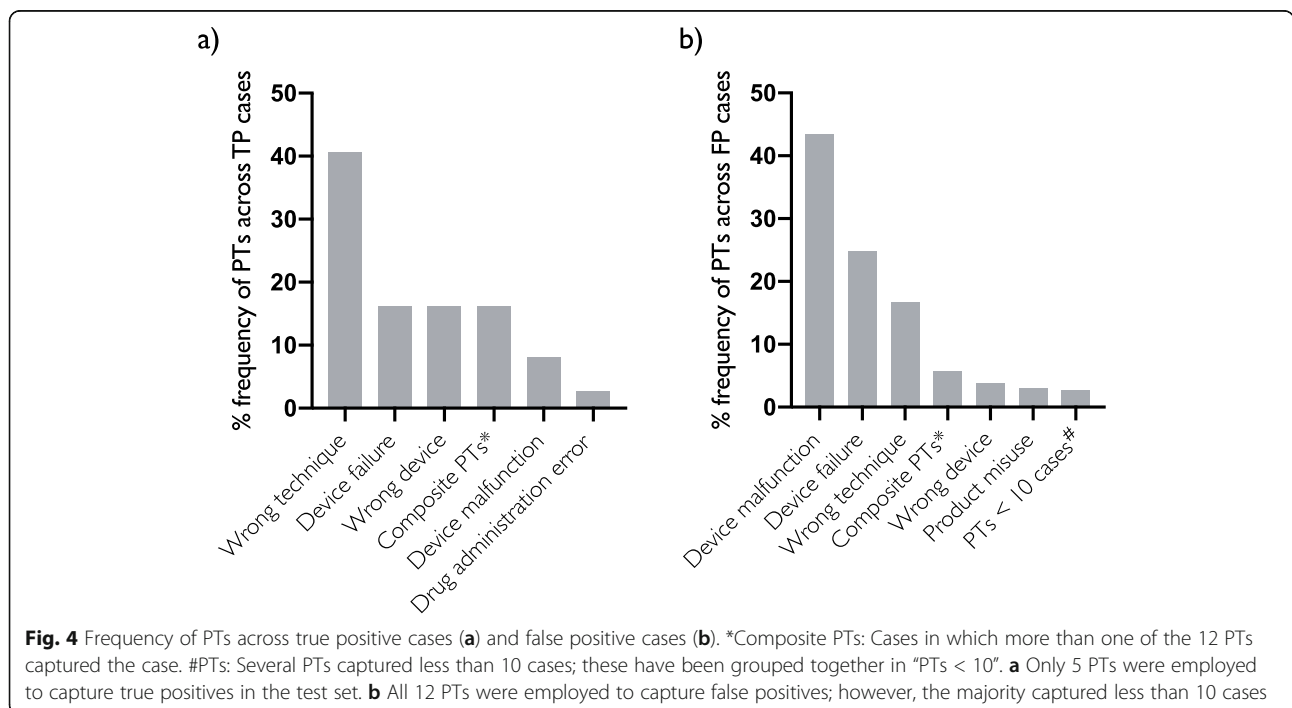 a)
% frequency of PTs across TP cases
50
40
30
20
10
0
Wrong technique
Device failure
Wrong device
Composite PTs*
Device malfunction
Drug administration error
b)
% frequency of PTs across FP cases
50
40
30
20
10
0
Device malfunction
Device failure
Wrong technique
Composite PTs*
Wrong device
Product misuse
PTs < 10 cases#
Fig. 4 Frequency of PTs across true positive cases (a) and false positive cases (b). *Composite PTs: Cases in which more than one of the 12 PTs
captured the case. #PTs: Several PTs captured less than 10 cases; these have been grouped together in "PTs < 10". a Only 5 PTs were employed
to capture true positives in the test set. b All 12 PTs were employed to capture false positives; however, the majority captured less than 10 cases